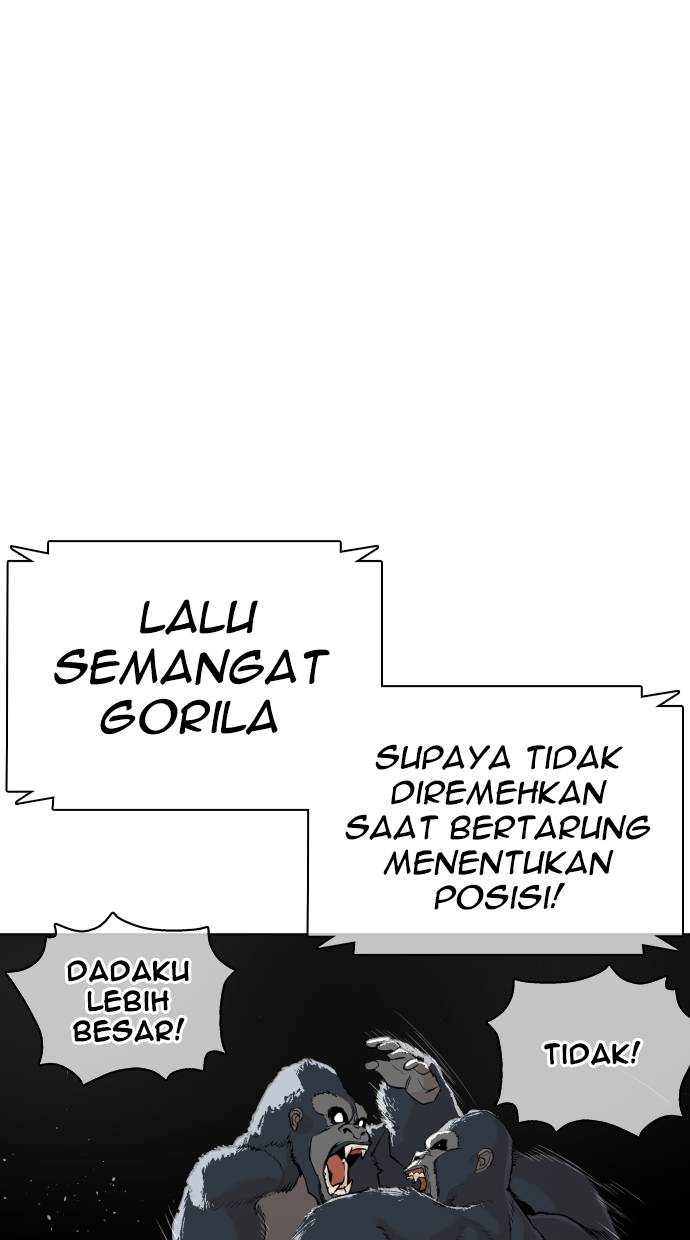 LALU
SEMANGAT
GORILA
SUPAYA TIDAK
DIREMEHKAN
SAAT BERTARUNG
MENENTUKAN
POSISI!
DADAKU
LEBIH
BESAR!
TIDAK!